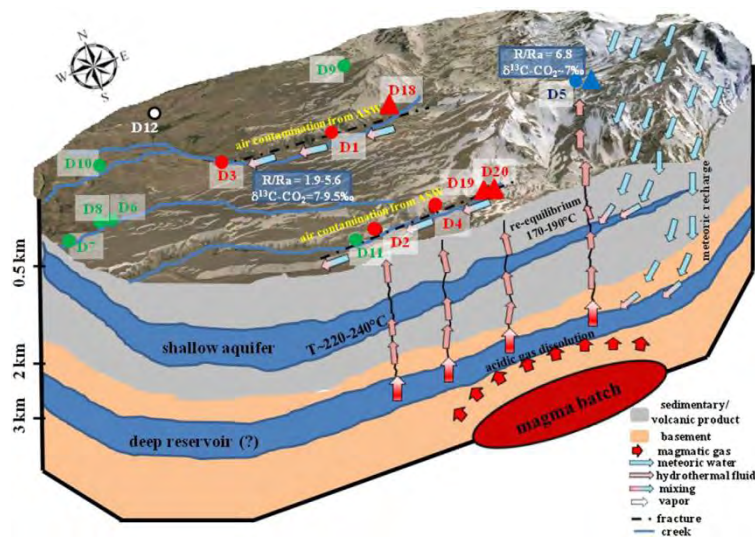 N
E
S
W
D9
R/Ra = 6.8
δ¹³C-CO₂~7‰
D5
D18
D12
air contamination from ASW
D1
D10
D3
R/Ra = 1.9-5.6
δ¹³C-CO₂=7-9.5‰
D19
D20
D8
D6
air contamination from ASW
D4
D7
D2
D11
re-equilibrium
170-190°C
meteoric recharge
0.5 km
shallow aquifer
T~220-240°C
2 km
acidic gas dissolution
magma batch
3 km
deep reservoir (?)
sedimentary/
volcanic product
basement
magmatic gas
meteoric water
hydrothermal fluid
mixing
vapor
fracture
creek